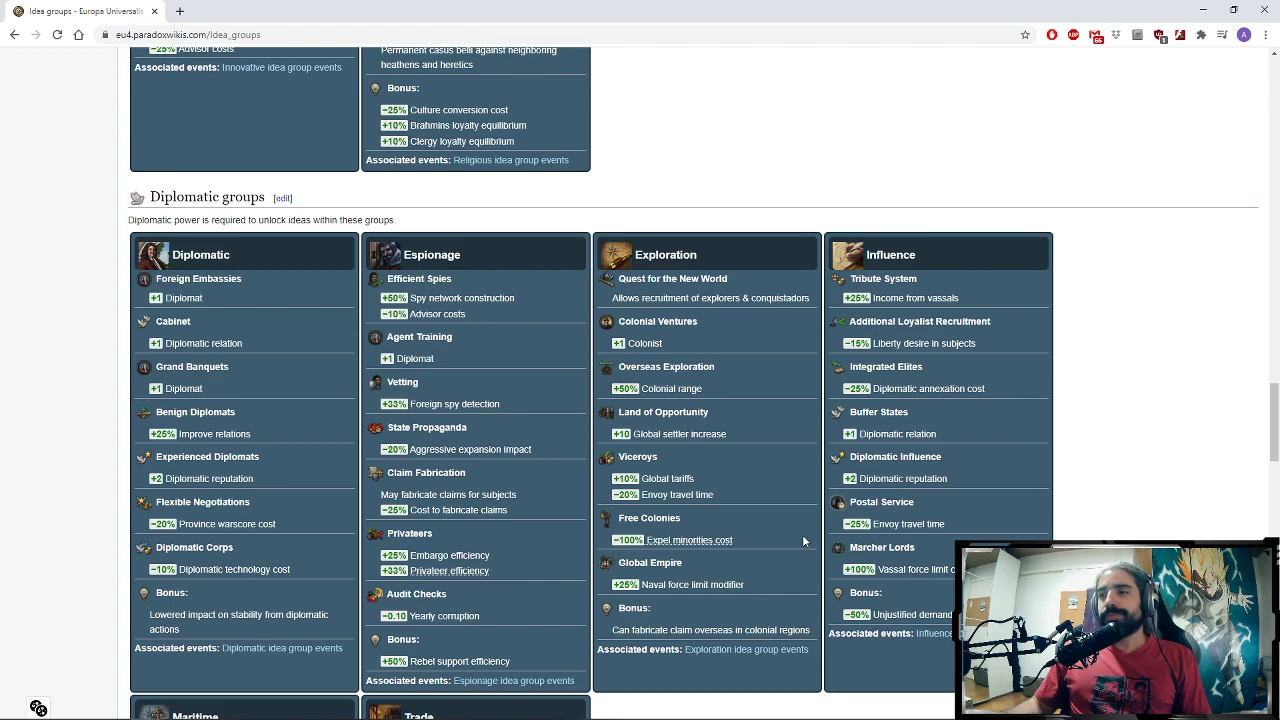 Idea groups - Europa Universalis
eu4.paradoxwikis.com/Idea_groups
66
1
A
−25% Advisor costs
Associated events: Innovative idea group events
Permanent casus belli against neighboring
heathens and heretics
Bonus:
−25% Culture conversion cost
+10% Brahmins loyalty equilibrium
+10% Clergy loyalty equilibrium
Associated events: Religious idea group events
Diplomatic groups [edit]
Diplomatic power is required to unlock ideas within these groups.
Diplomatic
Foreign Embassies
+1 Diplomat
Cabinet
+1 Diplomatic relation
Grand Banquets
+1 Diplomat
Benign Diplomats
+25% Improve relations
Experienced Diplomats
+2 Diplomatic reputation
Flexible Negotiations
−20% Province warscore cost
Diplomatic Corps
−10% Diplomatic technology cost
Bonus:
Lowered impact on stability from diplomatic
actions
Associated events: Diplomatic idea group events
Espionage
Efficient Spies
+50% Spy network construction
−10% Advisor costs
Agent Training
+1 Diplomat
Vetting
+33% Foreign spy detection
State Propaganda
−20% Aggressive expansion impact
Claim Fabrication
May fabricate claims for subjects
−25% Cost to fabricate claims
Privateers
+25% Embargo efficiency
+33% Privateer efficiency
Audit Checks
−0.10 Yearly corruption
Bonus:
+50% Rebel support efficiency
Associated events: Espionage idea group events
Exploration
Quest for the New World
Allows recruitment of explorers & conquistadors
Colonial Ventures
+1 Colonist
Overseas Exploration
+50% Colonial range
Land of Opportunity
+10 Global settler increase
Viceroys
+10% Global tariffs
−20% Envoy travel time
Free Colonies
−100% Expel minorities cost
Global Empire
+25% Naval force limit modifier
Bonus:
Can fabricate claim overseas in colonial regions
Associated events: Exploration idea group events
Influence
Tribute System
+25% Income from vassals
Additional Loyalist Recruitment
−15% Liberty desire in subjects
Integrated Elites
−25% Diplomatic annexation cost
Buffer States
+1 Diplomatic relation
Diplomatic Influence
+2 Diplomatic reputation
Postal Service
−25% Envoy travel time
Marcher Lords
+100% Vassal force limit c
Bonus:
−50% Unjustified demand
Associated events: Influence
Maritime
Trade